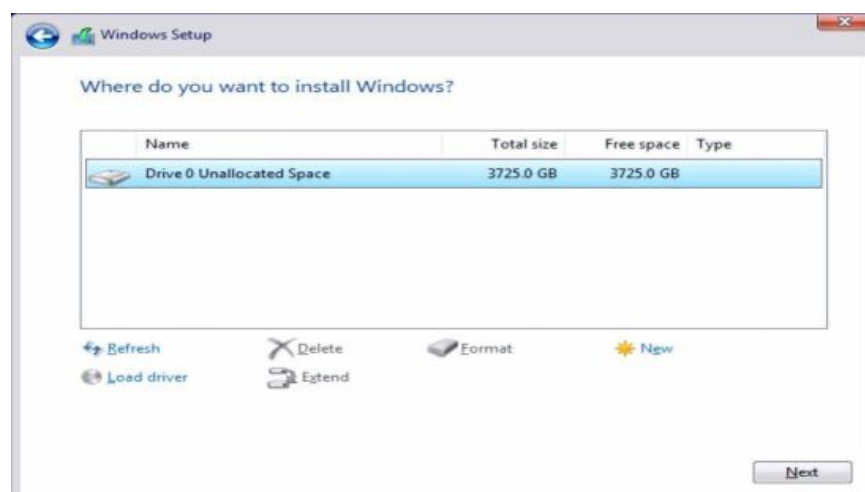 Windows Setup
Where do you want to install Windows?
Name Total size Free space Type
Drive 0 Unallocated Space 3725.0 GB 3725.0 GB
Refresh Delete Format New
Load driver Extend
Next